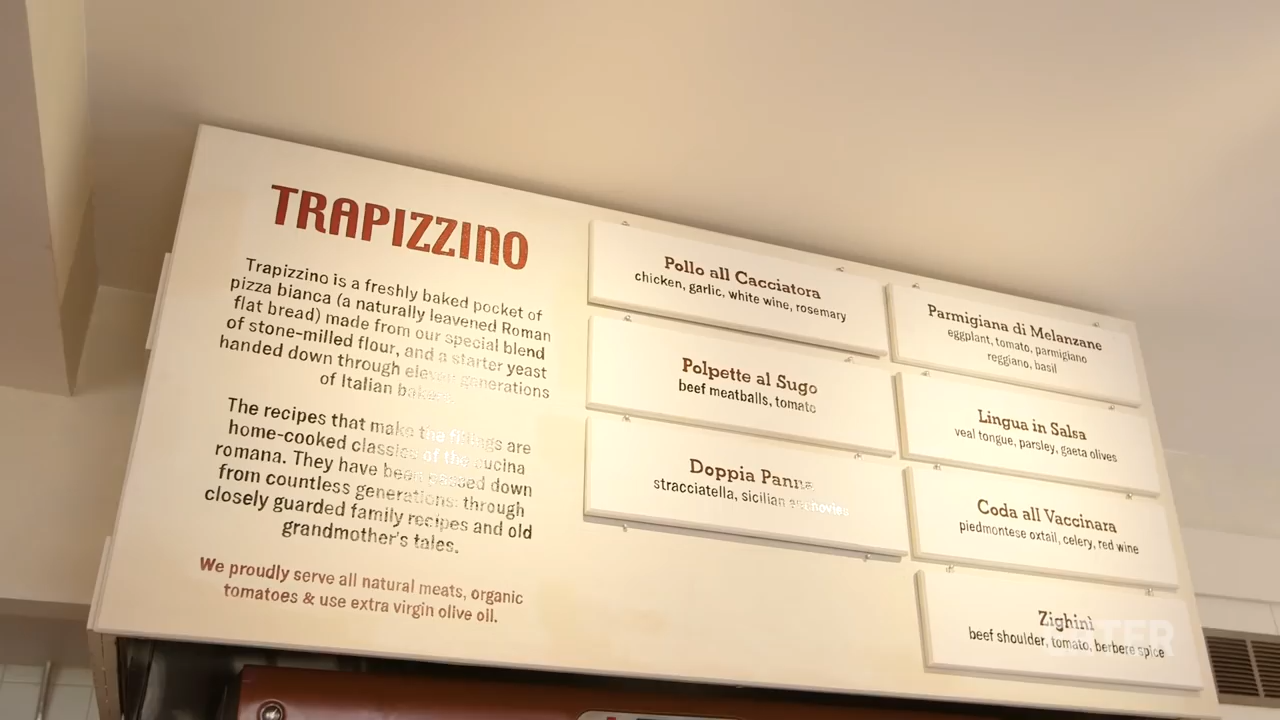 TRAPIZZINO
Trapizzino is a freshly baked pocket of
pizza bianca (a naturally leavened Roman
flat bread) made from our special blend
of stone-milled flour, and a starter yeast
handed down through eleven generations
of Italian bakers.
The recipes that make the fillings are
home-cooked classics of the cucina
romana. They have been passed down
from countless generations: through
closely guarded family recipes and old
grandmother's tales.
We proudly serve all natural meats, organic
tomatoes & use extra virgin olive oil.
Pollo all Cacciatora
chicken, garlic, white wine, rosemary
Polpette al Sugo
beef meatballs, tomato
Doppia Panna
stracciatella, sicilian anchovies
Parmigiana di Melanzane
eggplant, tomato, parmigiano
reggiano, basil
Lingua in Salsa
veal tongue, parsley, gaeta olives
Coda all Vaccinara
piedmontese oxtail, celery, red wine
Zighinì
beef shoulder, tomato, berbere spice